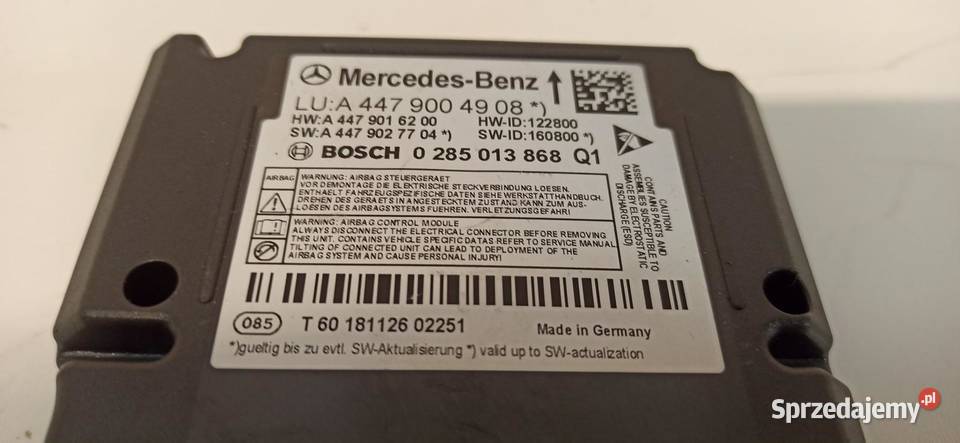 Mercedes-Benz
LU:A 447 900 49 08 *)
HW:A 447 901 62 00 HW-ID:122800
SW:A 447 902 77 04 *) SW-ID:160800 *)
BOSCH 0 285 013 868 Q1
AIRBAG
WARNUNG: AIRBAG STEUERGERAET
VOR DEMONTAGE DIE ELEKTRISCHE STECKVERBINDUNG LOESEN.
ENTHAELT FAHRZEUGSPEZIFISCHE DATEN SIEHE WERKSTATTHANDBUCH.
DREHEN DES GERAETS IN ANGESTECKTEM ZUSTAND KANN ZUM AUS-
LOESEN DES AIRBAGSYSTEMS FUEHREN. VERLETZUNGSGEFAHR!
WARNING: AIRBAG CONTROL MODULE
ALWAYS DISCONNECT THE ELECTRICAL CONNECTOR BEFORE REMOVING
THIS UNIT. CONTAINS VEHICLE SPECIFIC DATAS REFER TO SERVICE MANUAL
TILTING OF CONNECTED UNIT CAN LEAD TO DEPLOYMENT OF THE
AIRBAG SYSTEM AND CAUSE PERSONAL INJURY!
CAUTION
CONTAINS PARTS AND
ASSEMBLIES SUSCEPTIBLE TO
DAMAGE BY ELECTROSTATIC
DISCHARGE (ESD)
085 T 60 181126 02251 Made in Germany
*)gueltig bis zu evtl. SW-Aktualisierung *) valid up to SW-actualization
Sprzedajemy.pl